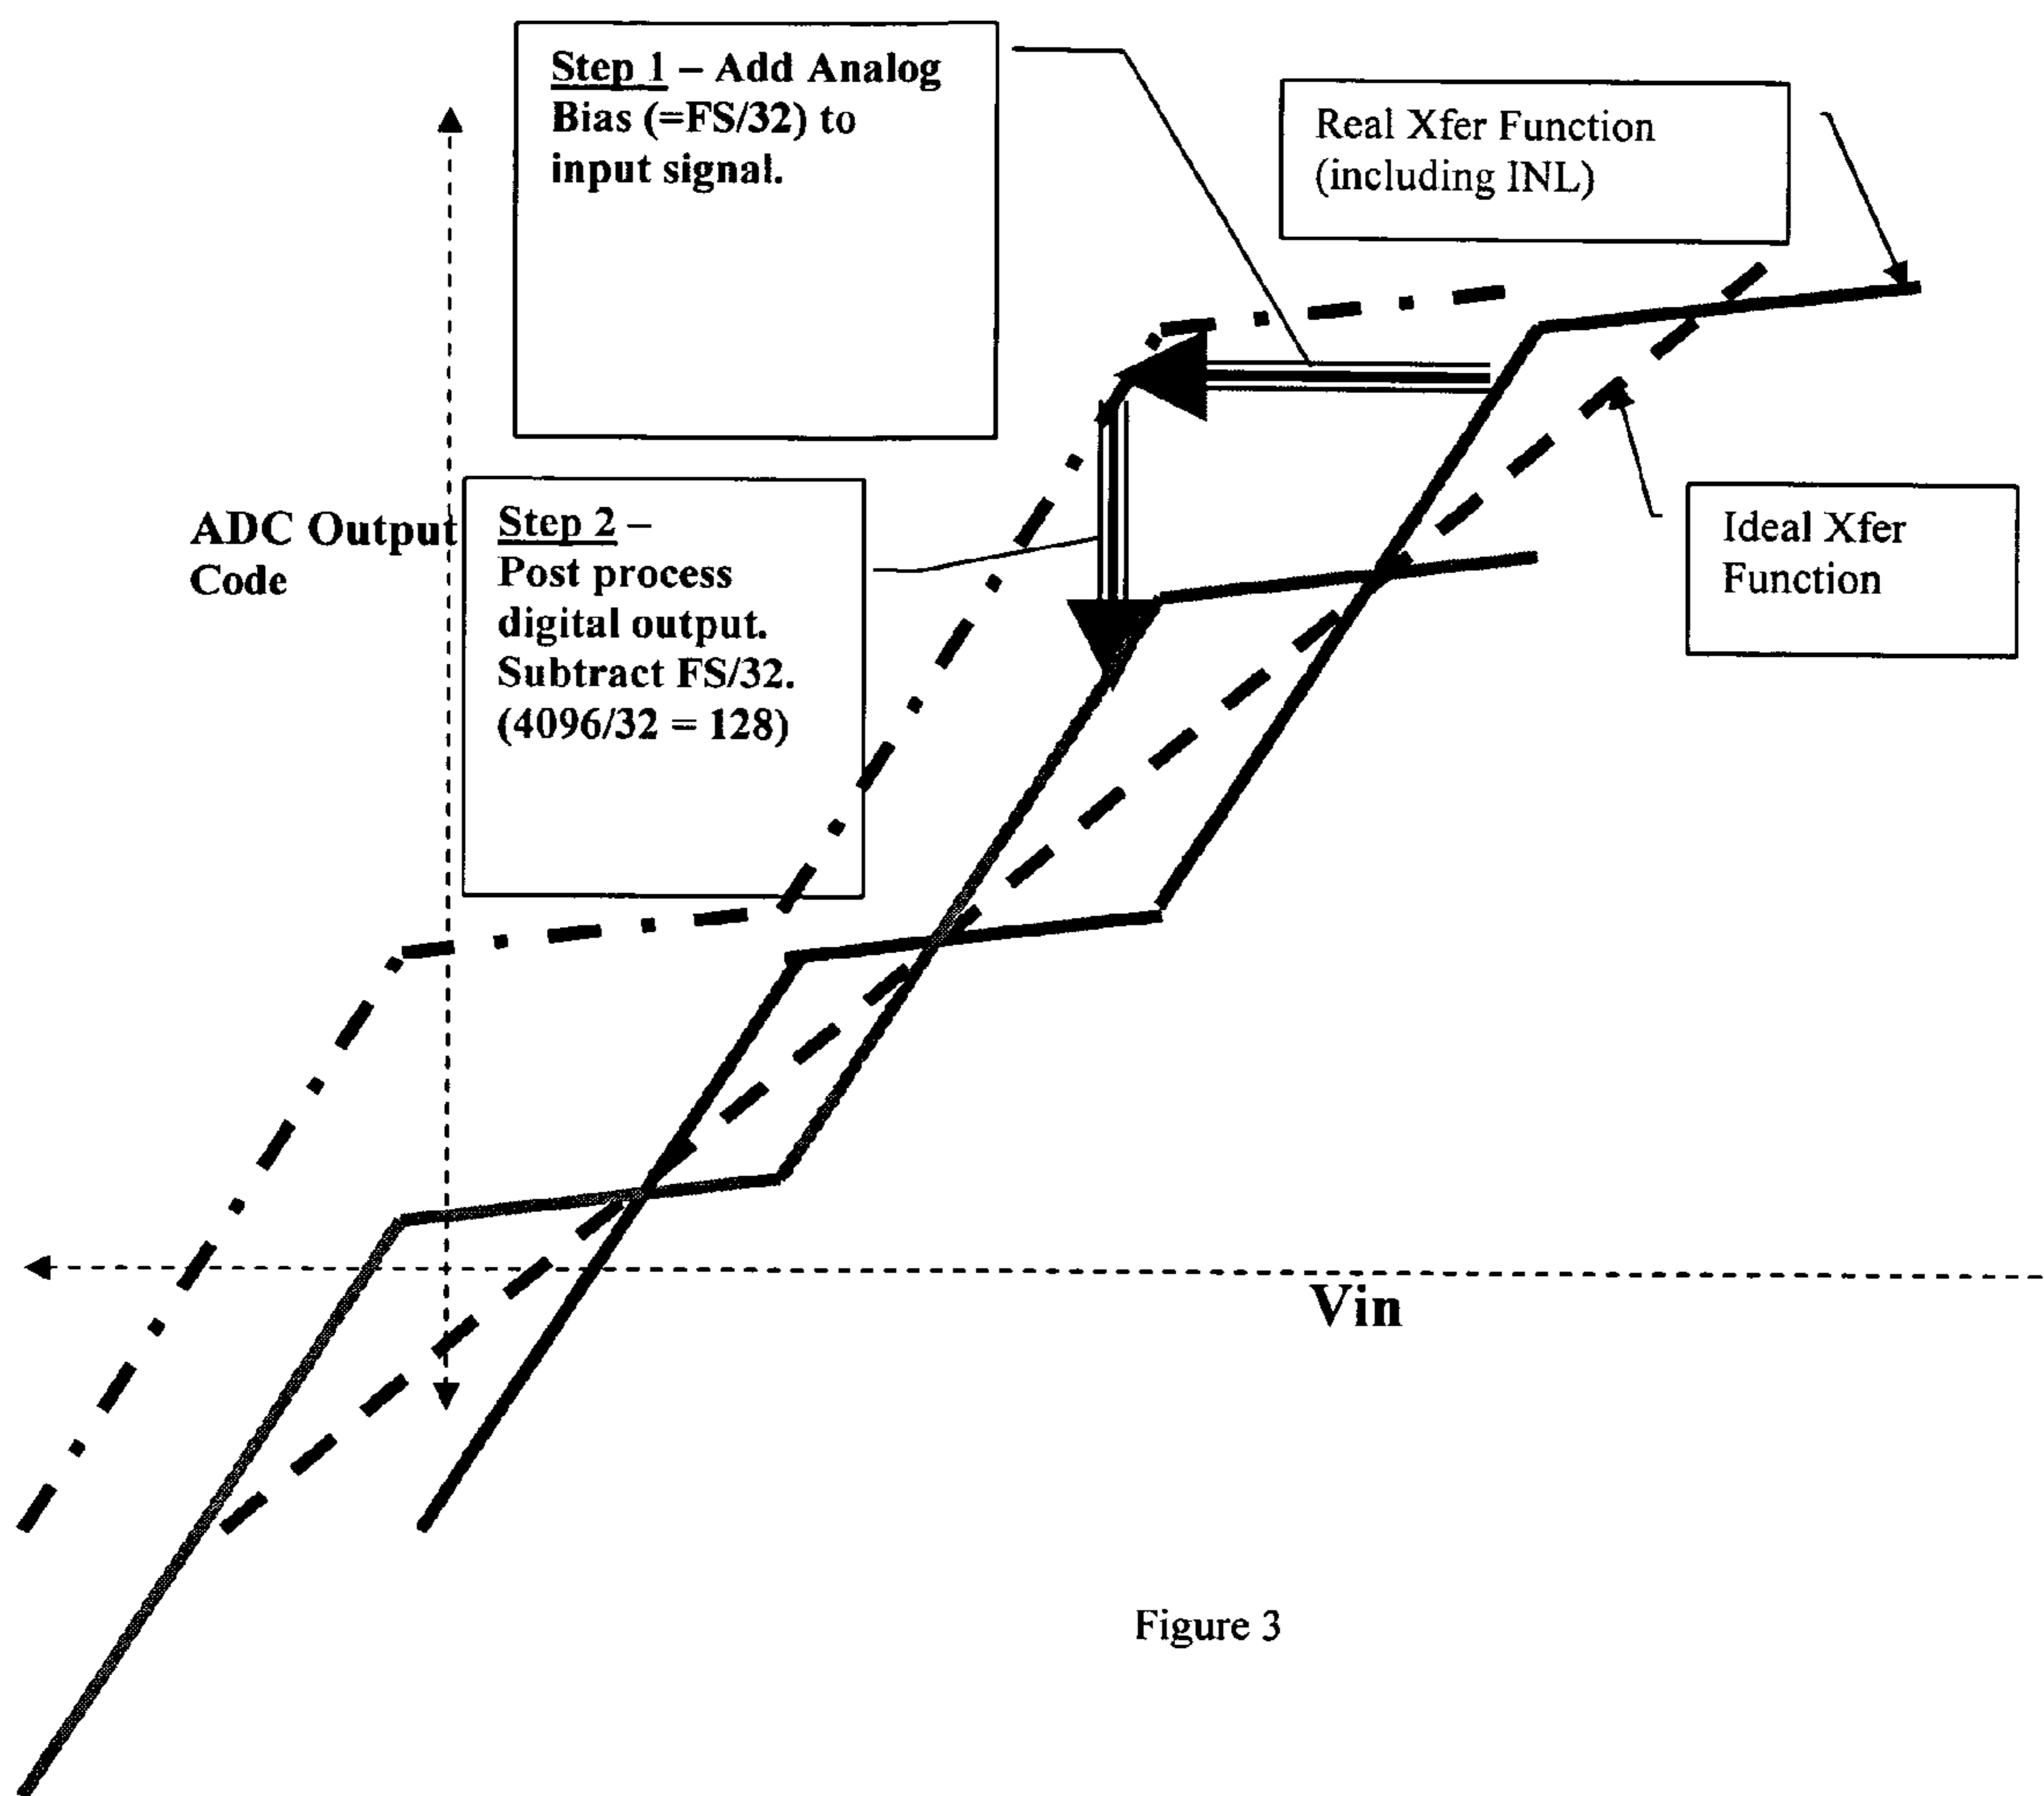 Step 1 – Add Analog
Bias (=FS/32) to
input signal.
Real Xfer Function
(including INL)
ADC Output
Code
Step 2 –
Post process
digital output.
Subtract FS/32.
(4096/32 = 128)
Ideal Xfer
Function
Vin
Figure 3